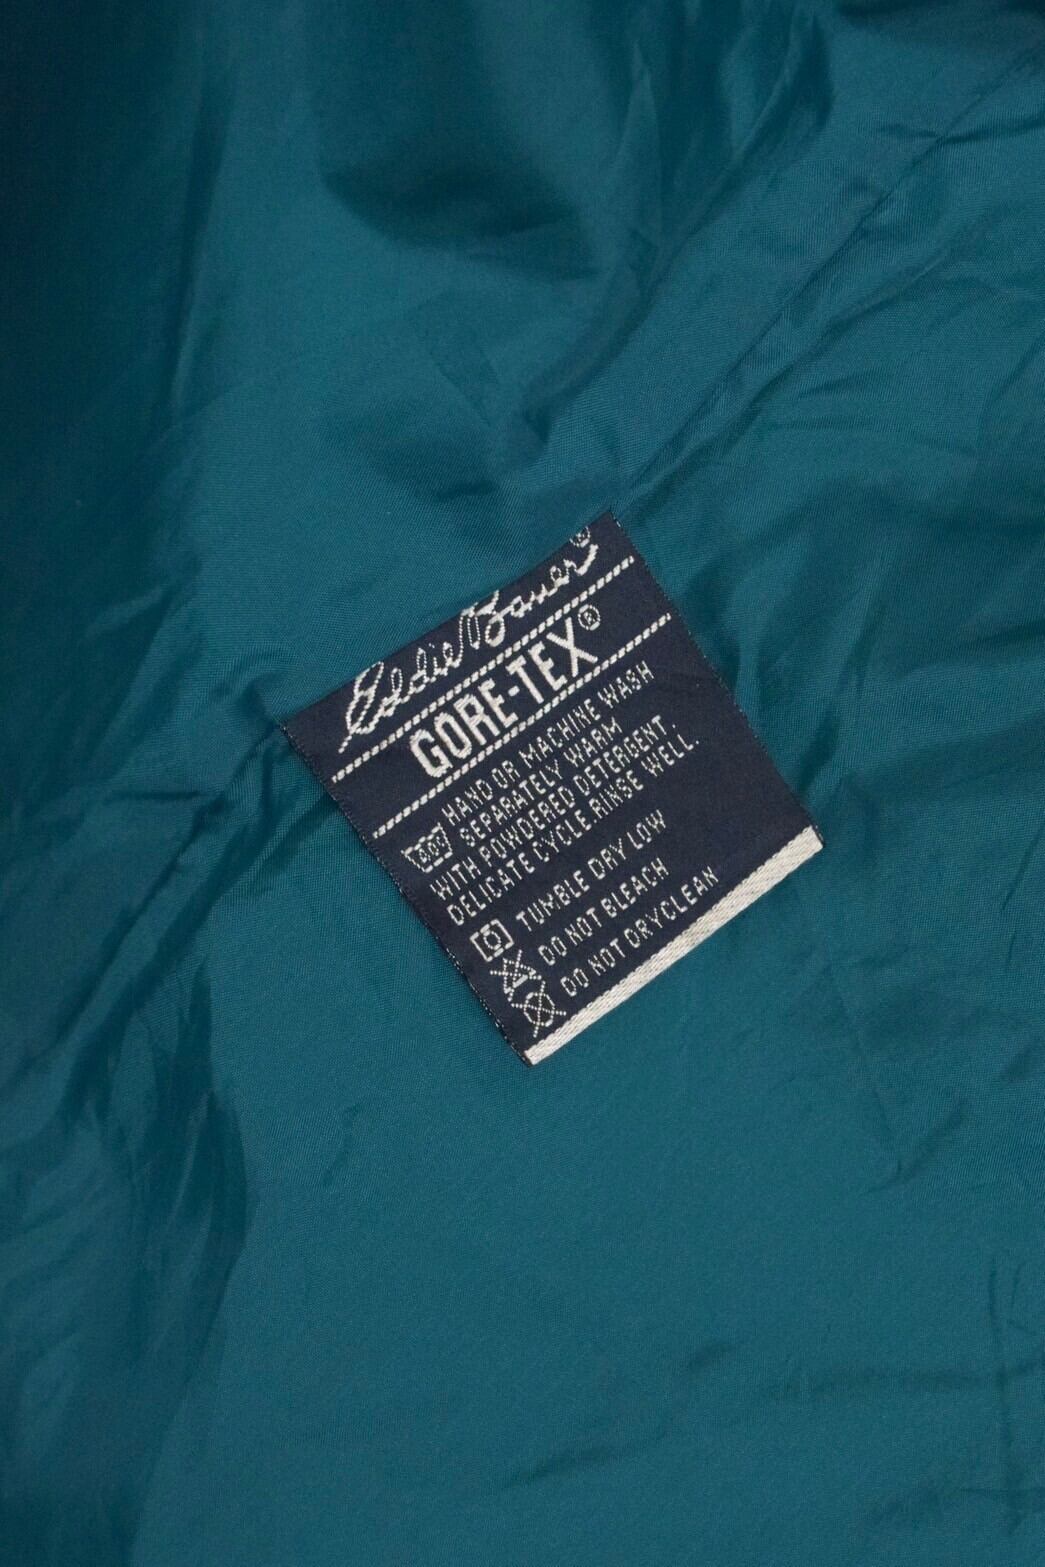 Eddie Bauer®
GORE-TEX®
HAND OR MACHINE WASH
SEPARATELY WARM
WITH POWDERED DETERGENT
DELICATE CYCLE RINSE WELL.
TUMBLE DRY LOW
DO NOT BLEACH
DO NOT DRYCLEAN